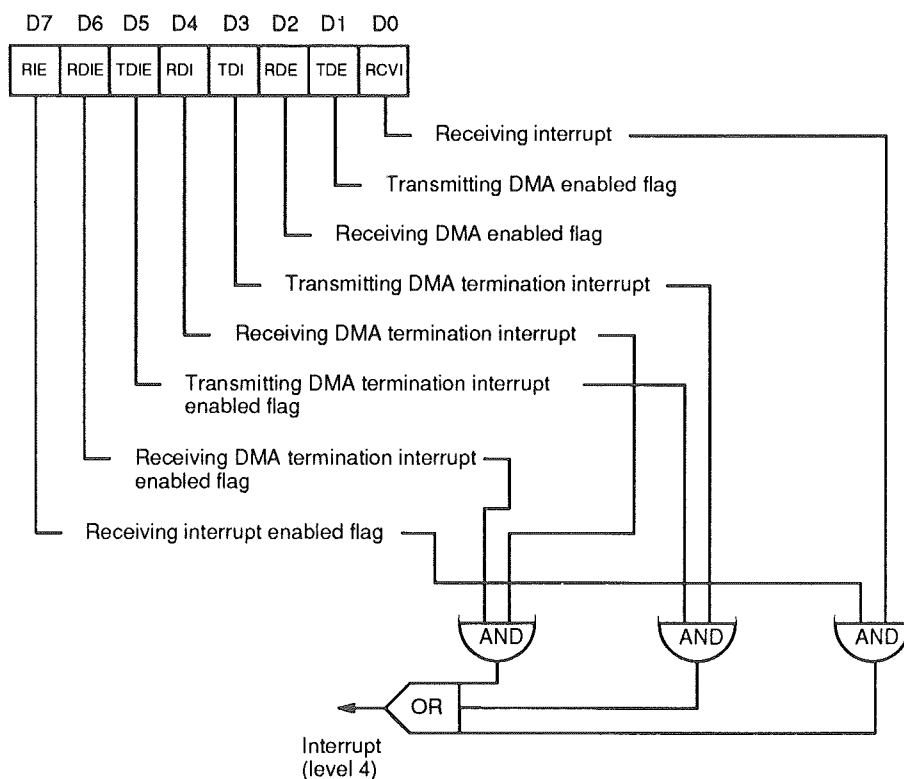 D7 D6 D5 D4 D3 D2 D1 D0
RIE RDIE TDIE RDI TDI RDE TDE RCVI
Receiving interrupt
Transmitting DMA enabled flag
Receiving DMA enabled flag
Transmitting DMA termination interrupt
Receiving DMA termination interrupt
Transmitting DMA termination interrupt
enabled flag
Receiving DMA termination interrupt
enabled flag
Receiving interrupt enabled flag
AND AND AND
OR
Interrupt
(level 4)